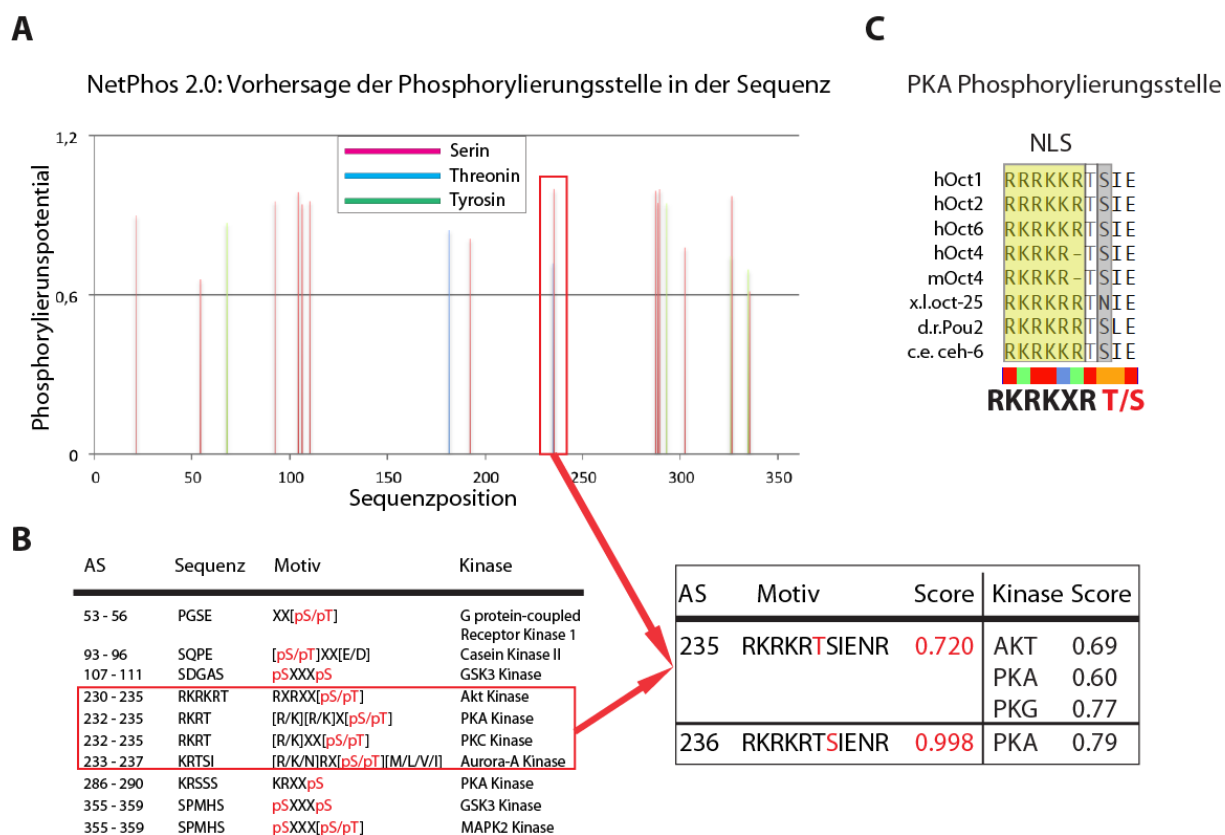 A
NetPhos 2.0: Vorhersage der Phosphorylierungsstelle in der Sequenz
Phosphorylierunspotential
1,2
0,6
0
Serin
Threonin
Tyrosin
0 50 100 150 200 250 300 350
Sequenzposition
C
PKA Phosphorylierungsstelle
NLS
hOct1 RRRKKRTSIE
hOct2 RKRKKRTSIE
hOct6 RKRKKRTSIE
hOct4 RKRKR-TSIE
mOct4 RKRKR-TSIE
x.l.oct-25 RKRKRRTNIE
d.r.Pou2 RKRKRRTSLE
c.e. ceh-6 RKRKKRTSIE
RKRKXR T/S
B
AS Sequenz Motiv Kinase
53 - 56 PGSE XX[pS/pT] G protein-coupled
Receptor Kinase 1
93 - 96 SQPE [pS/pT]XX[E/D] Casein Kinase II
107 - 111 SDGAS pSXXXpS GSK3 Kinase
230 - 235 RKRKRT RXRXX[pS/pT] Akt Kinase
232 - 235 RKRT [R/K][R/K]X[pS/pT] PKA Kinase
232 - 235 RKRT [R/K]XX[pS/pT] PKC Kinase
233 - 237 KRTSI [R/K/N]RX[pS/pT][M/L/V/I] Aurora-A Kinase
286 - 290 KRSSS KRXXpS PKA Kinase
355 - 359 SPMHS pSXXXpS GSK3 Kinase
355 - 359 SPMHS pSXXX[pS/pT] MAPK2 Kinase
AS Motiv Score Kinase Score
235 RKRKRTSIENR 0.720 AKT 0.69
PKA 0.60
PKG 0.77
236 RKRKRTSIENR 0.998 PKA 0.79